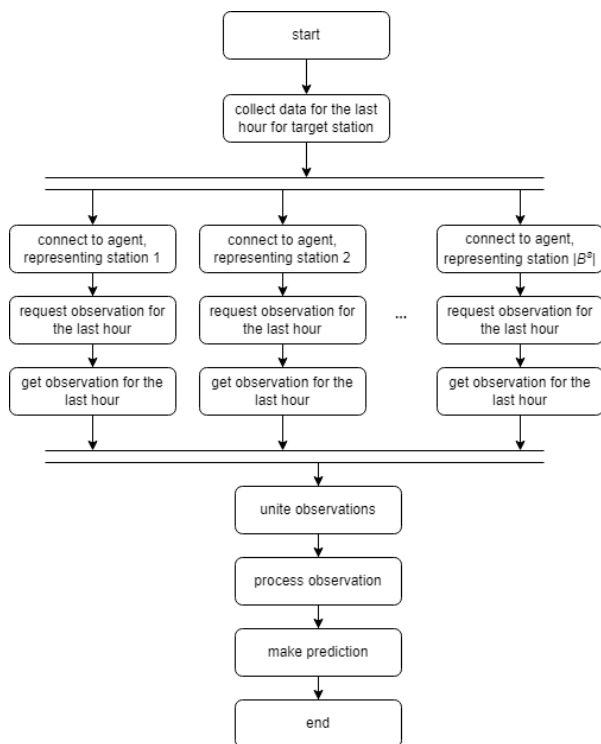 start
collect data for the last
hour for target station
connect to agent,
representing station 1
connect to agent,
representing station 2
connect to agent,
representing station |Bᵃ|
request observation for
the last hour
request observation for
the last hour
...
request observation for
the last hour
get observation for the
last hour
get observation for the
last hour
get observation for the
last hour
unite observations
process observation
make prediction
end